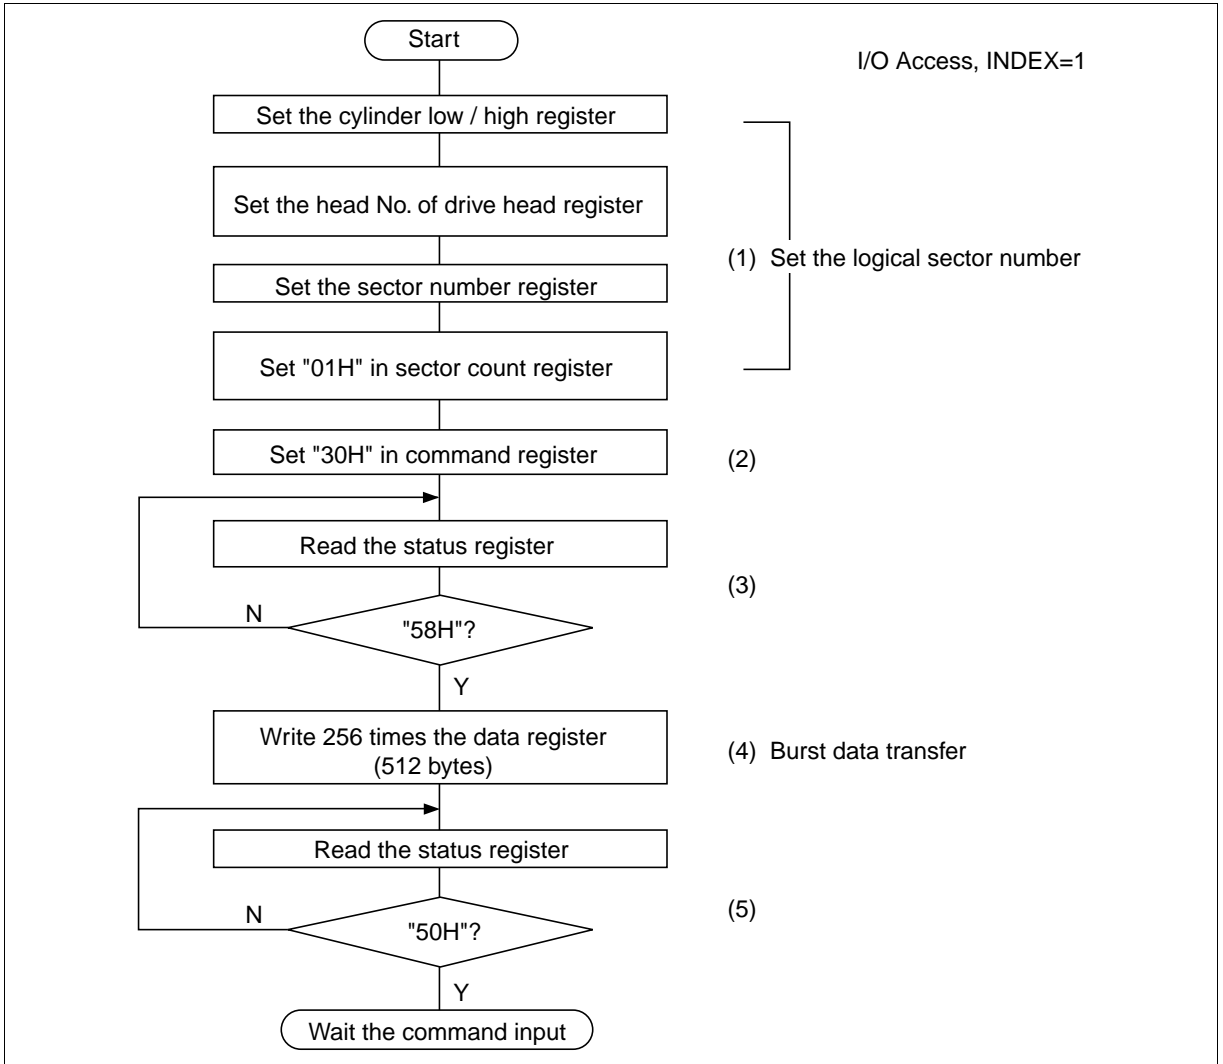 Start
I/O Access, INDEX=1
Set the cylinder low / high register
Set the head No. of drive head register
(1) Set the logical sector number
Set the sector number register
Set "01H" in sector count register
Set "30H" in command register
(2)
Read the status register
(3)
N
"58H"?
Y
Write 256 times the data register
(512 bytes)
(4) Burst data transfer
Read the status register
N
"50H"?
(5)
Y
Wait the command input